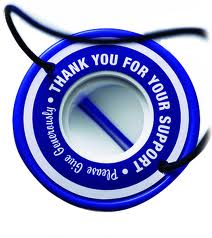 THANK YOU FOR YOUR SUPPORT
• Please Give Generously •